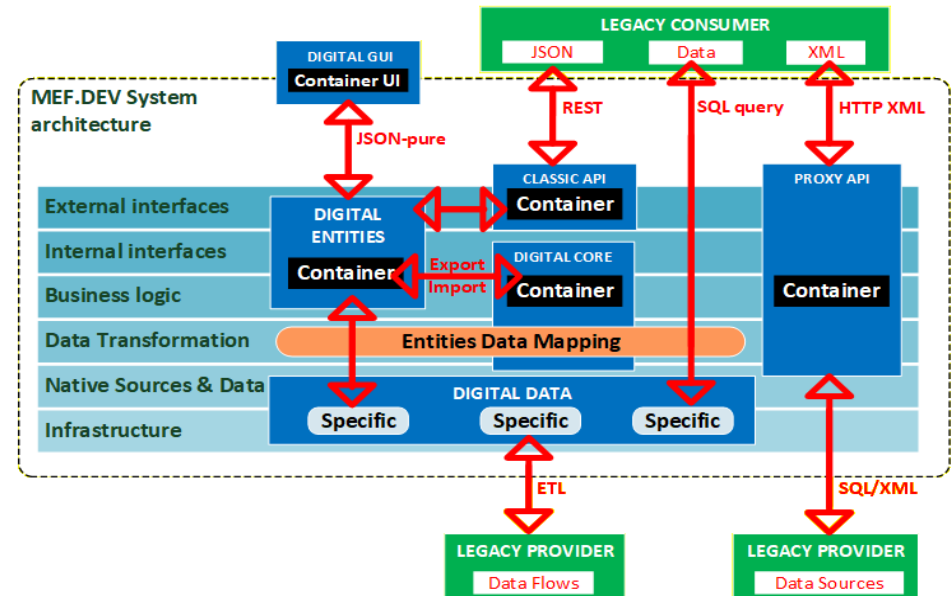 LEGACY CONSUMER
JSON
Data
XML
DIGITAL GUI
Container UI
MEF.DEV System
architecture
JSON-pure
REST
SQL query
HTTP XML
CLASSIC API
Container
PROXY API
Container
External interfaces
Internal interfaces
Business logic
Data Transformation
Native Sources & Data
Infrastructure
DIGITAL
ENTITIES
Container
Export
Import
DIGITAL CORE
Container
Entities Data Mapping
DIGITAL DATA
Specific
Specific
Specific
ETL
SQL/XML
LEGACY PROVIDER
Data Flows
LEGACY PROVIDER
Data Sources